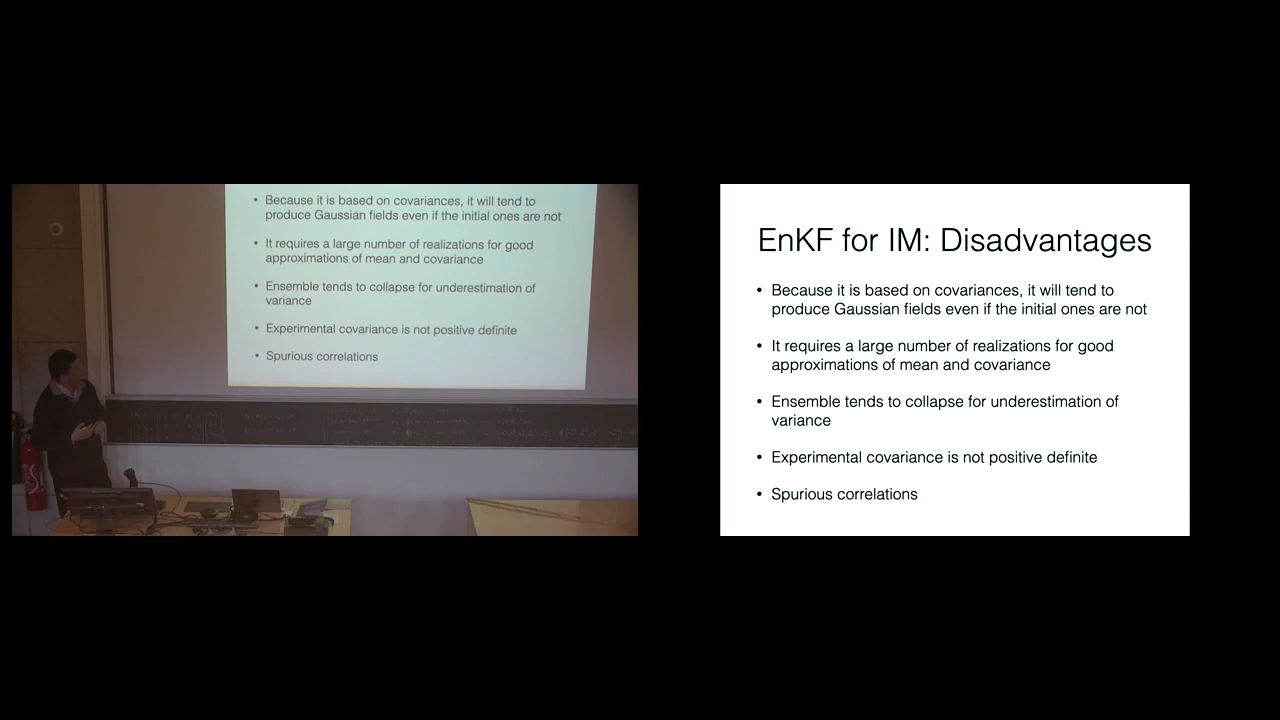 • Because it is based on covariances, it will tend to
produce Gaussian fields even if the initial ones are not
• It requires a large number of realizations for good
approximations of mean and covariance
• Ensemble tends to collapse for underestimation of
variance
• Experimental covariance is not positive definite
• Spurious correlations
EnKF for IM: Disadvantages
• Because it is based on covariances, it will tend to
produce Gaussian fields even if the initial ones are not
• It requires a large number of realizations for good
approximations of mean and covariance
• Ensemble tends to collapse for underestimation of
variance
• Experimental covariance is not positive definite
• Spurious correlations